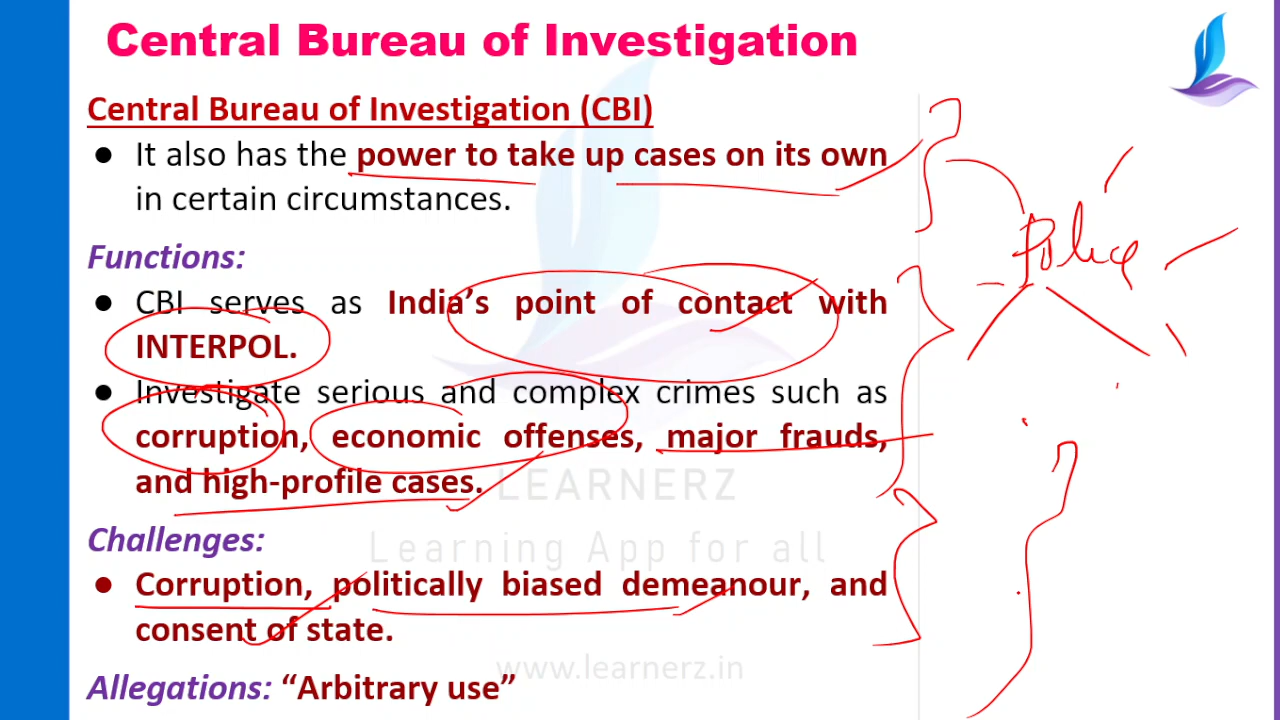 Central Bureau of Investigation
Central Bureau of Investigation (CBI)
● It also has the power to take up cases on its own
in certain circumstances.
Functions:
● CBI serves as India’s point of contact with
INTERPOL.
● Investigate serious and complex crimes such as
corruption, economic offenses, major frauds,
and high-profile cases.
LEARNERZ
Learning App for all
Challenges:
● Corruption, politically biased demeanour, and
consent of state.
www.learnerz.in
Allegations: “Arbitrary use”
Police